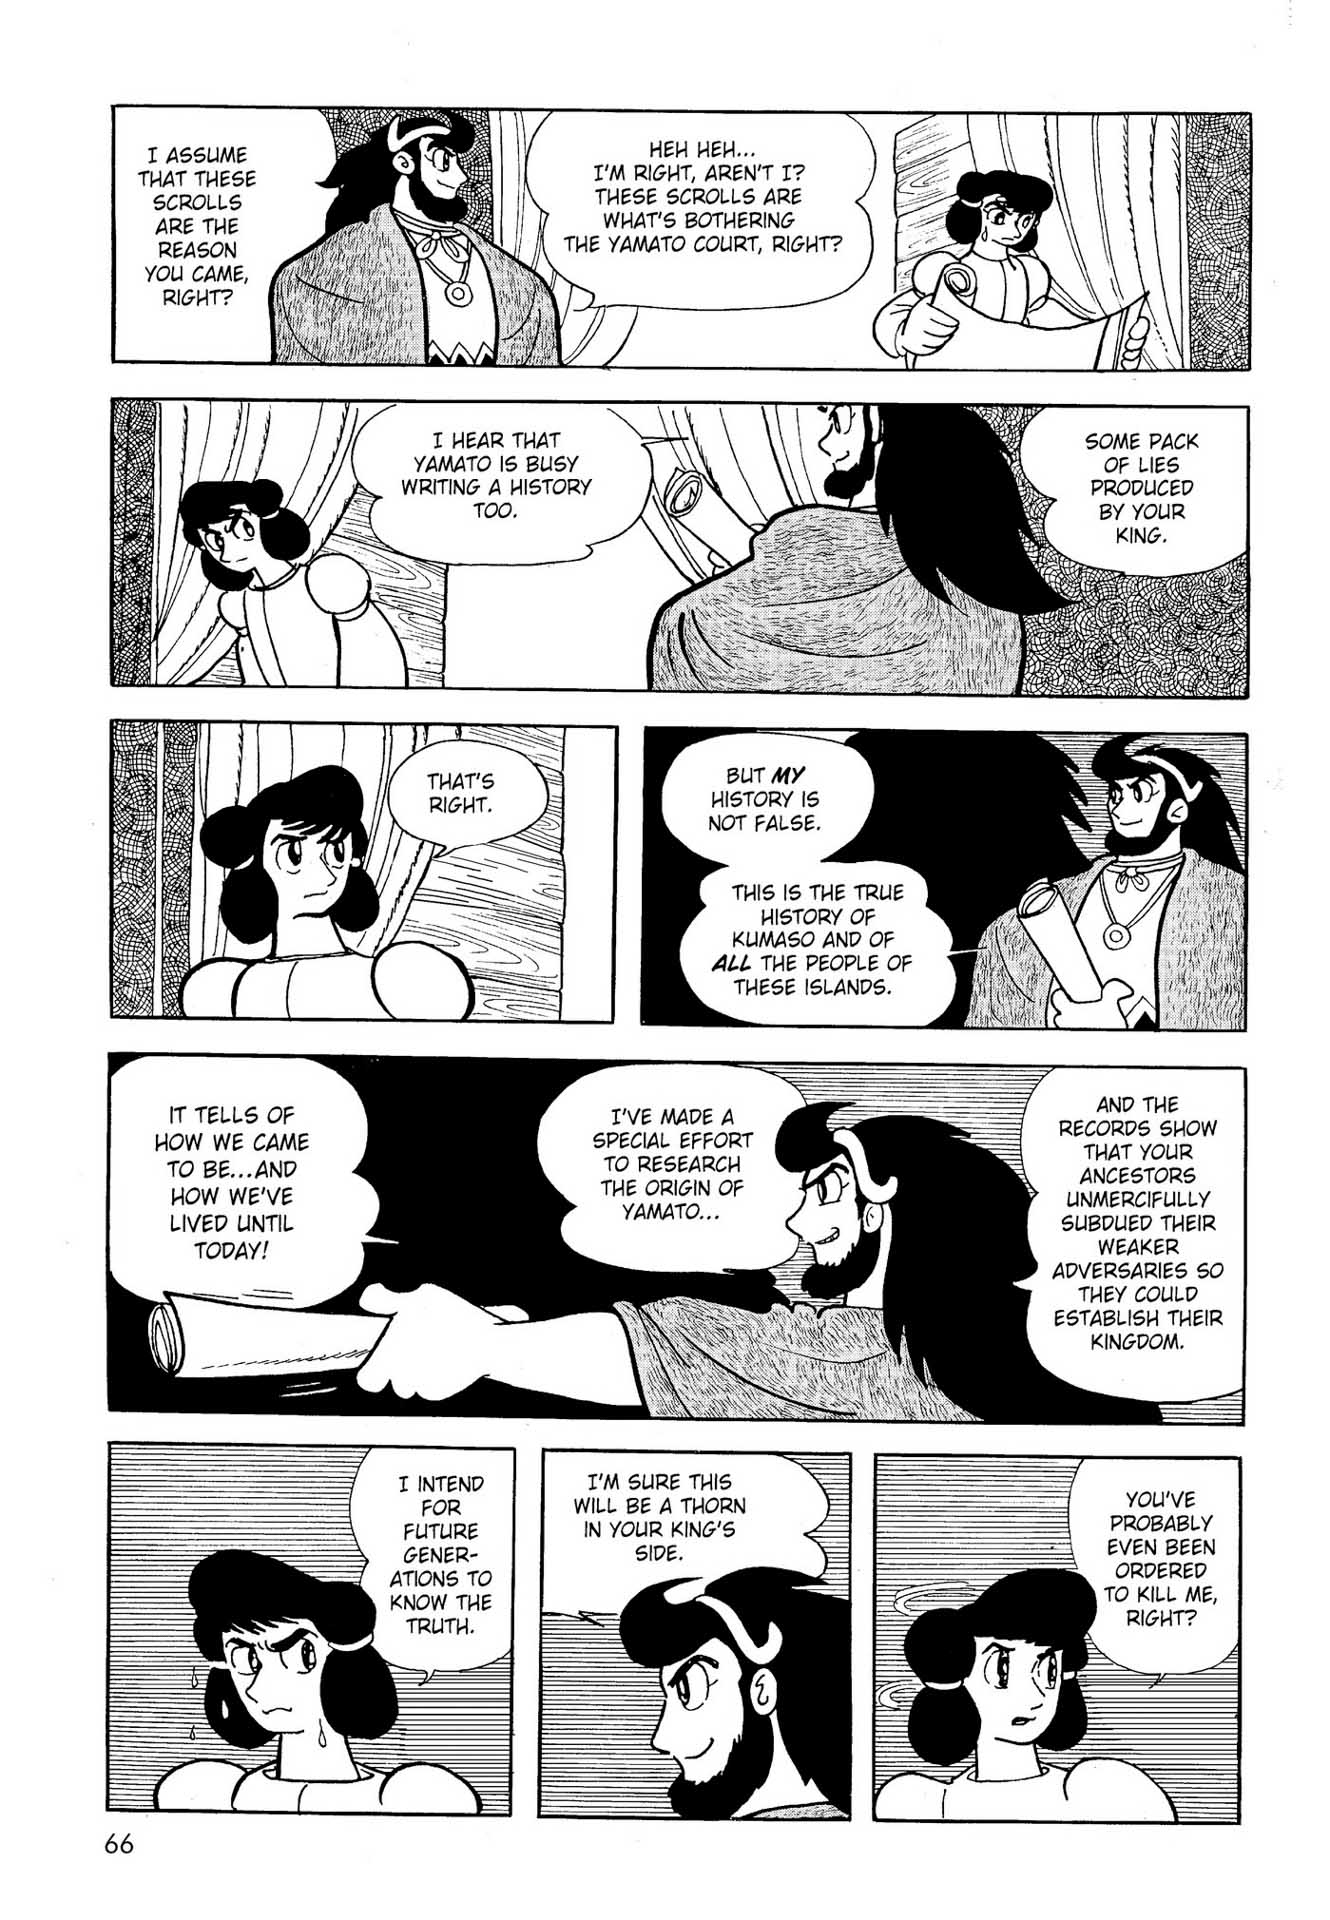 I ASSUME
THAT THESE
SCROLLS
ARE THE
REASON
YOU CAME,
RIGHT?
HEH HEH...
I'M RIGHT, AREN'T I?
THESE SCROLLS ARE
WHAT'S BOTHERING
THE YAMATO COURT, RIGHT?
I HEAR THAT
YAMATO IS BUSY
WRITING A HISTORY
TOO.
SOME PACK
OF LIES
PRODUCED
BY YOUR
KING.
THAT'S
RIGHT.
BUT MY
HISTORY IS
NOT FALSE.
THIS IS THE TRUE
HISTORY OF
KUMASO AND OF
ALL THE PEOPLE OF
THESE ISLANDS.
IT TELLS OF
HOW WE CAME
TO BE...AND
HOW WE'VE
LIVED UNTIL
TODAY!
I'VE MADE A
SPECIAL EFFORT
TO RESEARCH
THE ORIGIN OF
YAMATO...
AND THE
RECORDS SHOW
THAT YOUR
ANCESTORS
UNMERCIFULLY
SUBDUED THEIR
WEAKER
ADVERSARIES SO
THEY COULD
ESTABLISH THEIR
KINGDOM.
I INTEND
FOR
FUTURE
GENER-
ATIONS TO
KNOW THE
TRUTH.
I'M SURE THIS
WILL BE A THORN
IN YOUR KING'S
SIDE.
YOU'VE
PROBABLY
EVEN BEEN
ORDERED
TO KILL ME,
RIGHT?
66